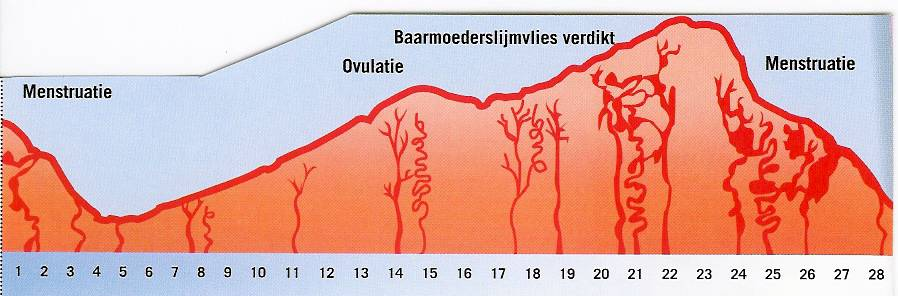 Baarmoederslijmvlies verdikt
Ovulatie
Menstruatie
Menstruatie
1 2 3 4 5 6 7 8 9 10 11 12 13 14 15 16 17 18 19 20 21 22 23 24 25 26 27 28